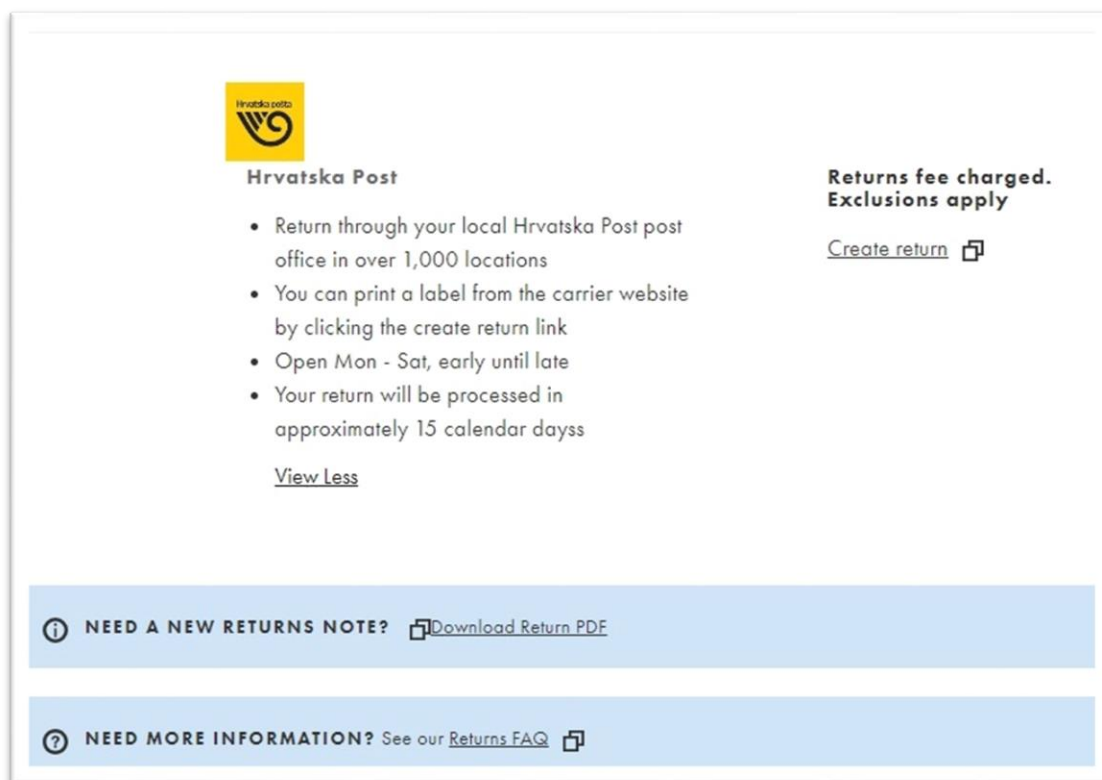 Hrvatska pošta
Hrvatska Post
Return through your local Hrvatska Post post
office in over 1,000 locations
You can print a label from the carrier website
by clicking the create return link
Open Mon - Sat, early until late
Your return will be processed in
approximately 15 calendar dayss
View Less
Returns fee charged.
Exclusions apply
Create return
NEED A NEW RETURNS NOTE? Download Return PDF
NEED MORE INFORMATION? See our Returns FAQ